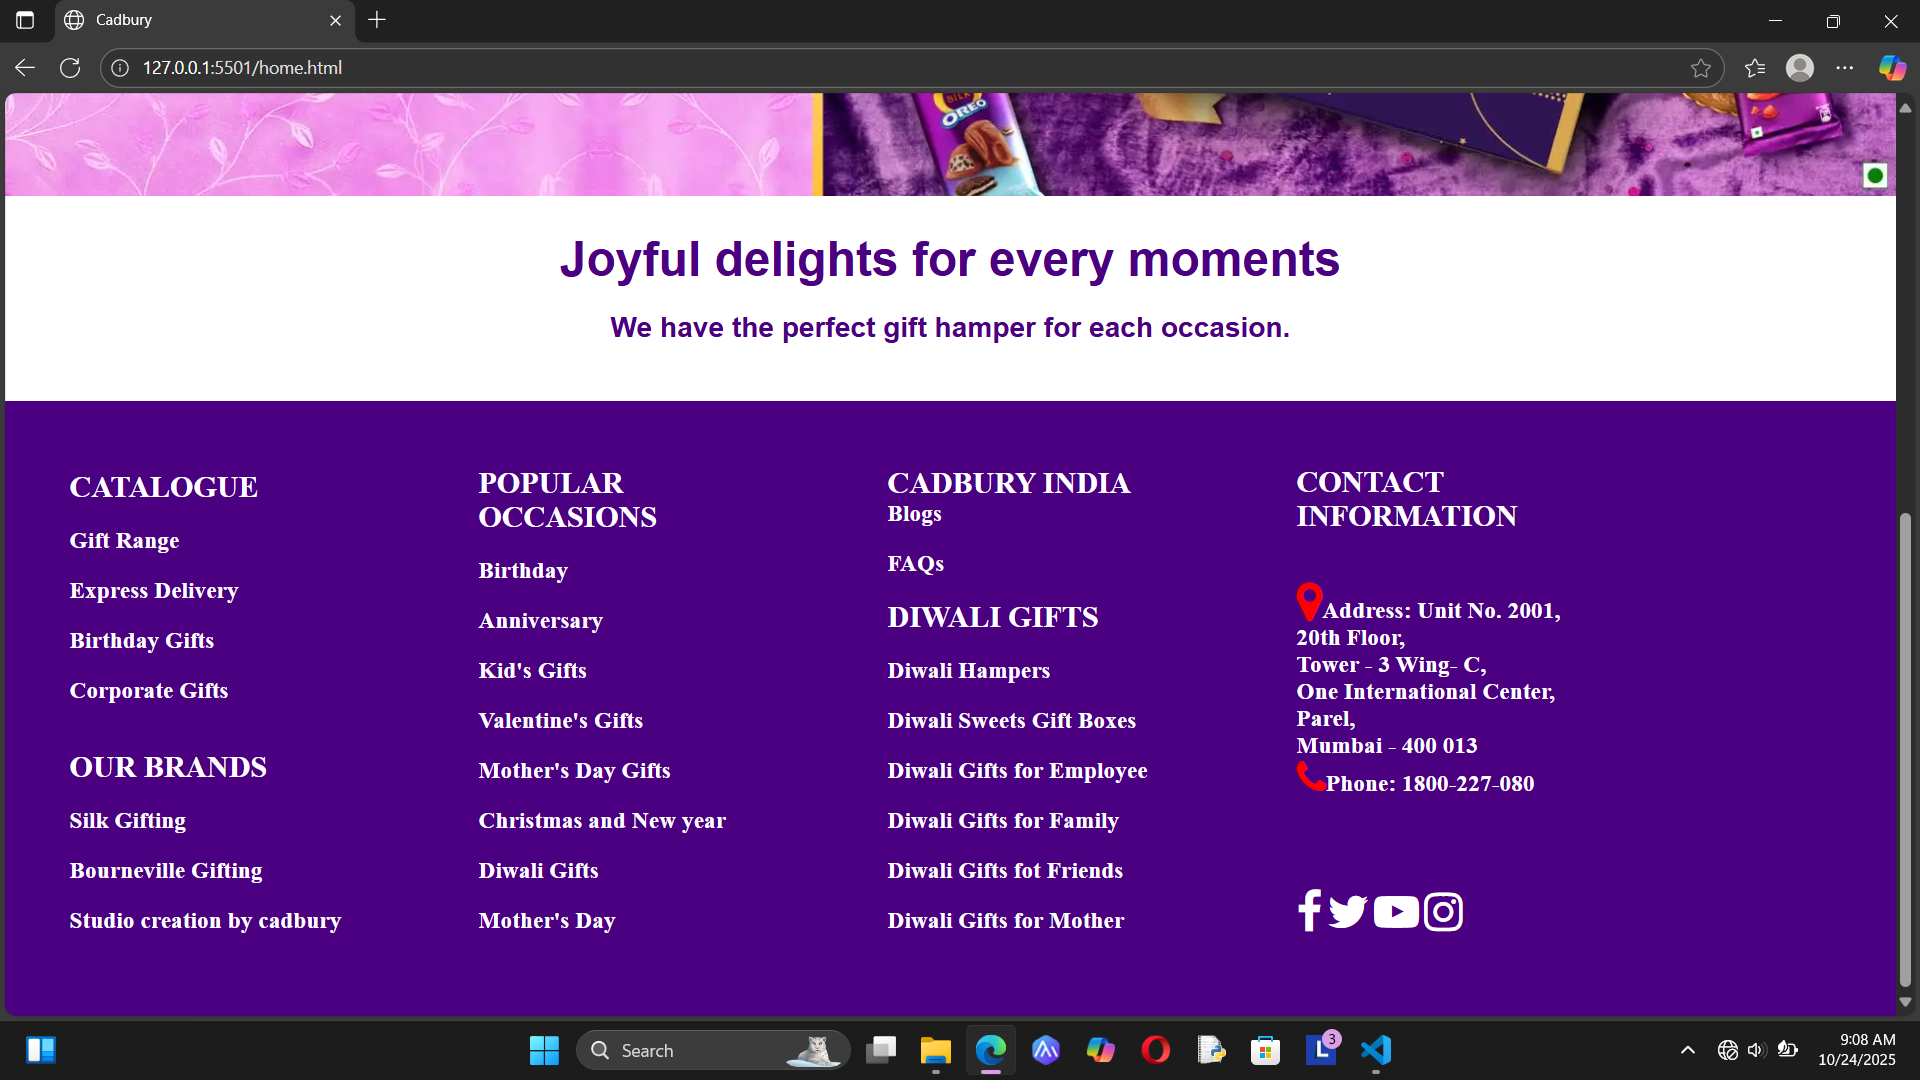 Cadbury
127.0.0.1:5501/home.html
SILK
OREO
Joyful delights for every moments
We have the perfect gift hamper for each occasion.
CATALOGUE
Gift Range
Express Delivery
Birthday Gifts
Corporate Gifts
OUR BRANDS
Silk Gifting
Bourneville Gifting
Studio creation by cadbury
POPULAR
OCCASIONS
Birthday
Anniversary
Kid's Gifts
Valentine's Gifts
Mother's Day Gifts
Christmas and New year
Diwali Gifts
Mother's Day
CADBURY INDIA
Blogs
FAQs
DIWALI GIFTS
Diwali Hampers
Diwali Sweets Gift Boxes
Diwali Gifts for Employee
Diwali Gifts for Family
Diwali Gifts fot Friends
Diwali Gifts for Mother
CONTACT
INFORMATION
Address: Unit No. 2001,
20th Floor,
Tower - 3 Wing- C,
One International Center,
Parel,
Mumbai - 400 013
Phone: 1800-227-080
Search
L
3
9:08 AM
10/24/2025